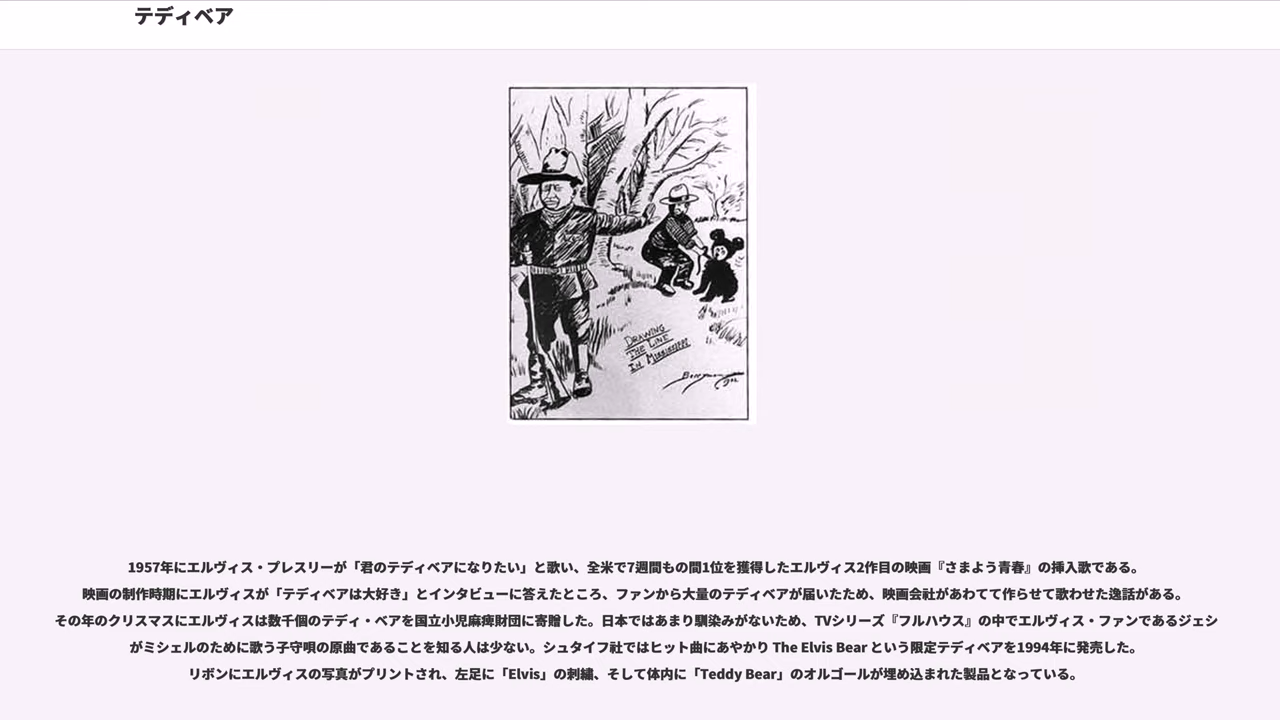 テディベア
DRAWING
THE LINE
IN MISSISSIPPI
Berryman
1902
1957年にエルヴィス・プレスリーが「君のテディベアになりたい」と歌い、全米で7週間もの間1位を獲得したエルヴィス2作目の映画『さまよう青春』の挿入歌である。
映画の制作時期にエルヴィスが「テディベアは大好き」とインタビューに答えたところ、ファンから大量のテディベアが届いたため、映画会社があわてて作らせて歌わせた逸話がある。
その年のクリスマスにエルヴィスは数千個のテディ・ベアを国立小児麻痺財団に寄贈した。日本ではあまり馴染みがないため、TVシリーズ『フルハウス』の中でエルヴィス・ファンであるジェシ
がミシェルのために歌う子守唄の原曲であることを知る人は少ない。シュタイフ社ではヒット曲にあやかり The Elvis Bear という限定テディベアを1994年に発売した。
リボンにエルヴィスの写真がプリントされ、左足に「Elvis」の刺繍、そして体内に「Teddy Bear」のオルゴールが埋め込まれた製品となっている。